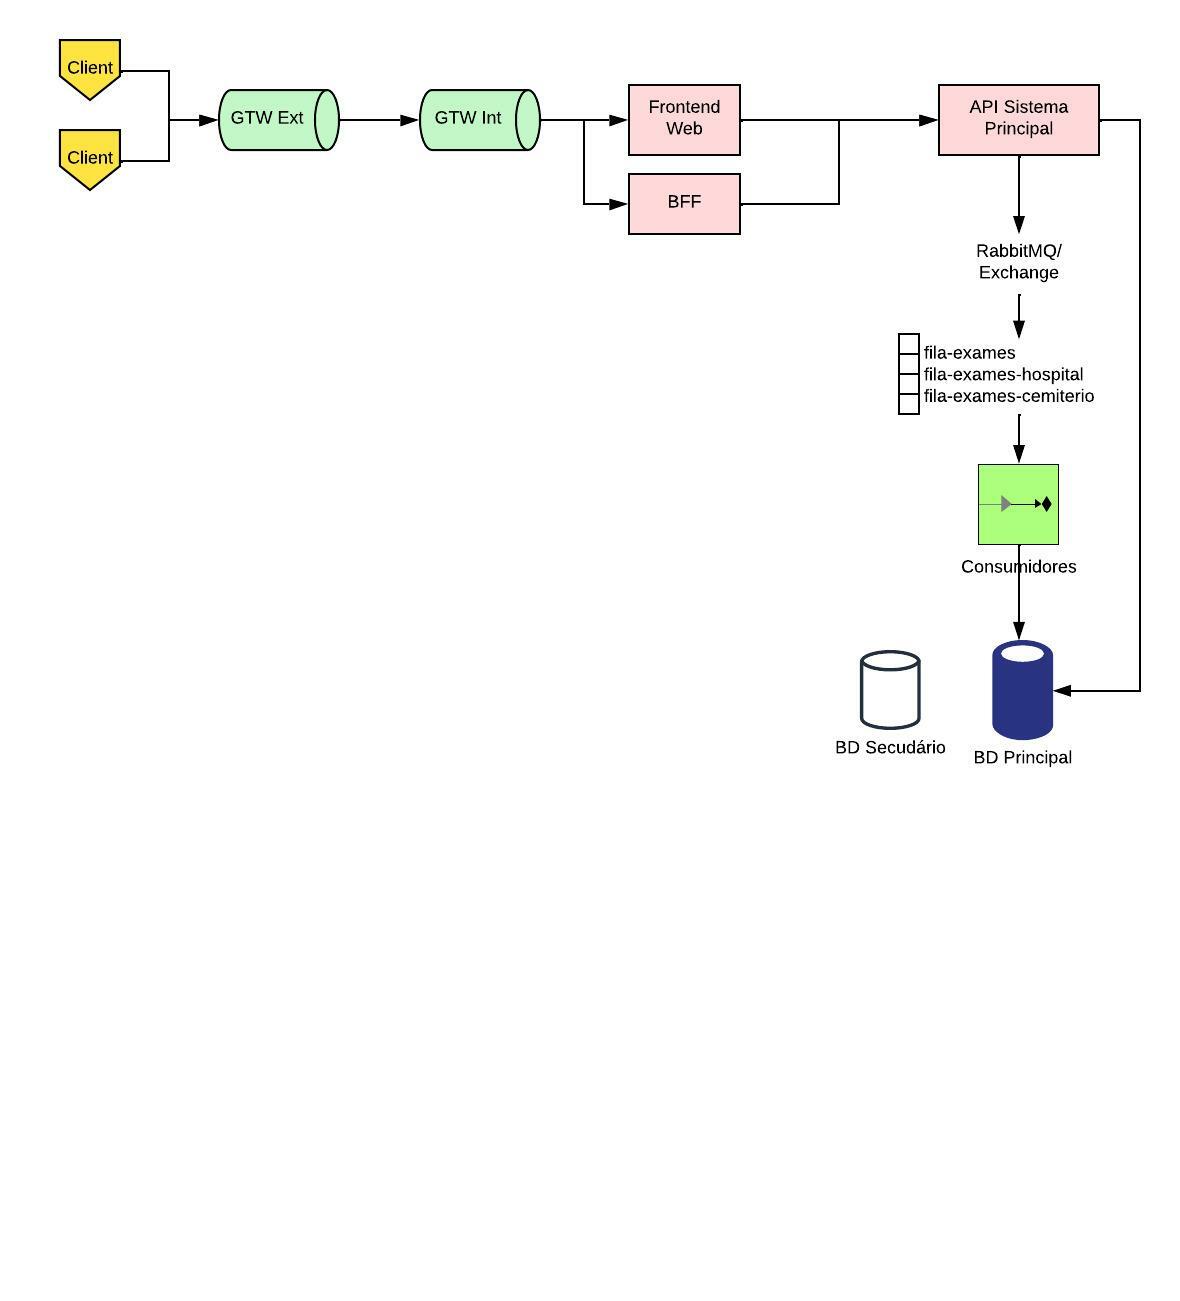 Client
Client
GTW Ext
GTW Int
Frontend
Web
BFF
API Sistema
Principal
RabbitMQ/
Exchange
fila-exames
fila-exames-hospital
fila-exames-cemiterio
Consumidores
BD Secudário
BD Principal